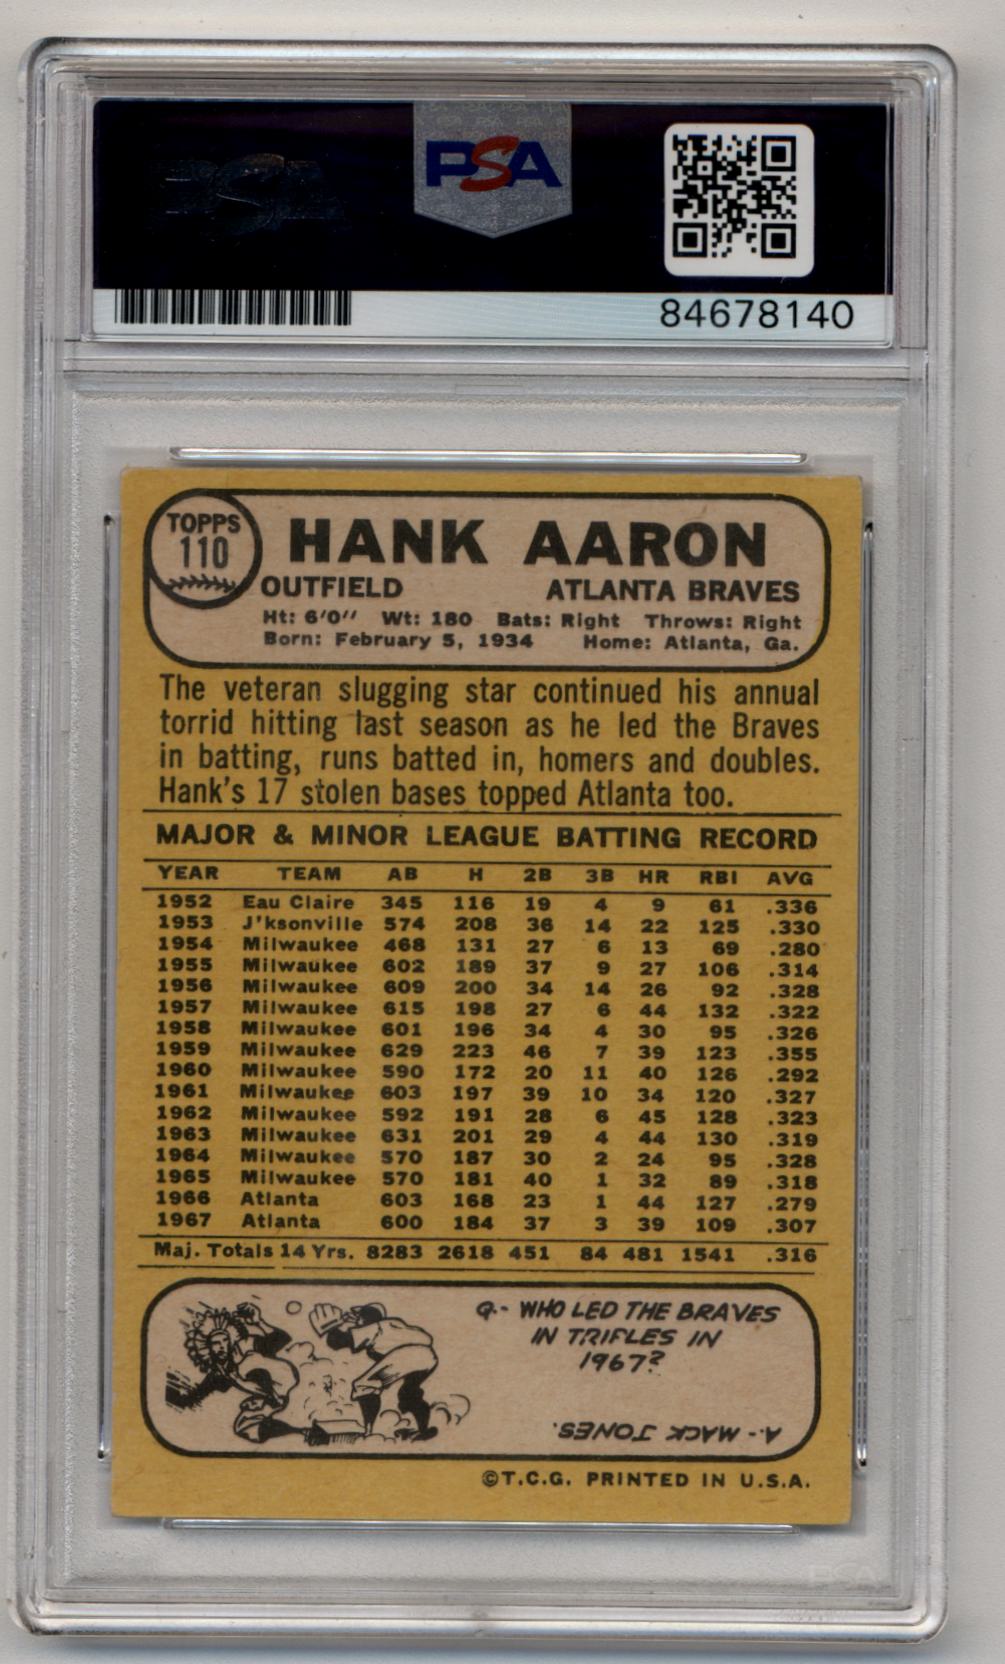 PSA
84678140
TOPPS
110
HANK AARON
OUTFIELD ATLANTA BRAVES
Ht: 6'0" Wt: 180 Bats: Right Throws: Right
Born: February 5, 1934 Home: Atlanta, Ga.
The veteran slugging star continued his annual
torrid hitting last season as he led the Braves
in batting, runs batted in, homers and doubles.
Hank's 17 stolen bases topped Atlanta too.
MAJOR & MINOR LEAGUE BATTING RECORD
YEAR TEAM AB H 2B 3B HR RBI AVG
1952 Eau Claire 345 116 19 4 9 61 .336
1953 J'ksonville 574 208 36 14 22 125 .330
1954 Milwaukee 468 131 27 6 13 69 .280
1955 Milwaukee 602 189 37 9 27 106 .314
1956 Milwaukee 609 200 34 14 26 92 .328
1957 Milwaukee 615 198 27 6 44 132 .322
1958 Milwaukee 601 196 34 4 30 95 .326
1959 Milwaukee 629 223 46 7 39 123 .355
1960 Milwaukee 590 172 20 11 40 126 .292
1961 Milwaukee 603 197 39 10 34 120 .327
1962 Milwaukee 592 191 28 6 45 128 .323
1963 Milwaukee 631 201 29 4 44 130 .319
1964 Milwaukee 570 187 30 2 24 95 .328
1965 Milwaukee 570 181 40 1 32 89 .318
1966 Atlanta 603 168 23 1 44 127 .279
1967 Atlanta 600 184 37 3 39 109 .307
Maj. Totals 14 Yrs. 8283 2618 451 84 481 1541 .316
Q.- WHO LED THE BRAVES
IN TRIFLES IN
1967?
A.- MACK JONES.
©T.C.G. PRINTED IN U.S.A.
PSA